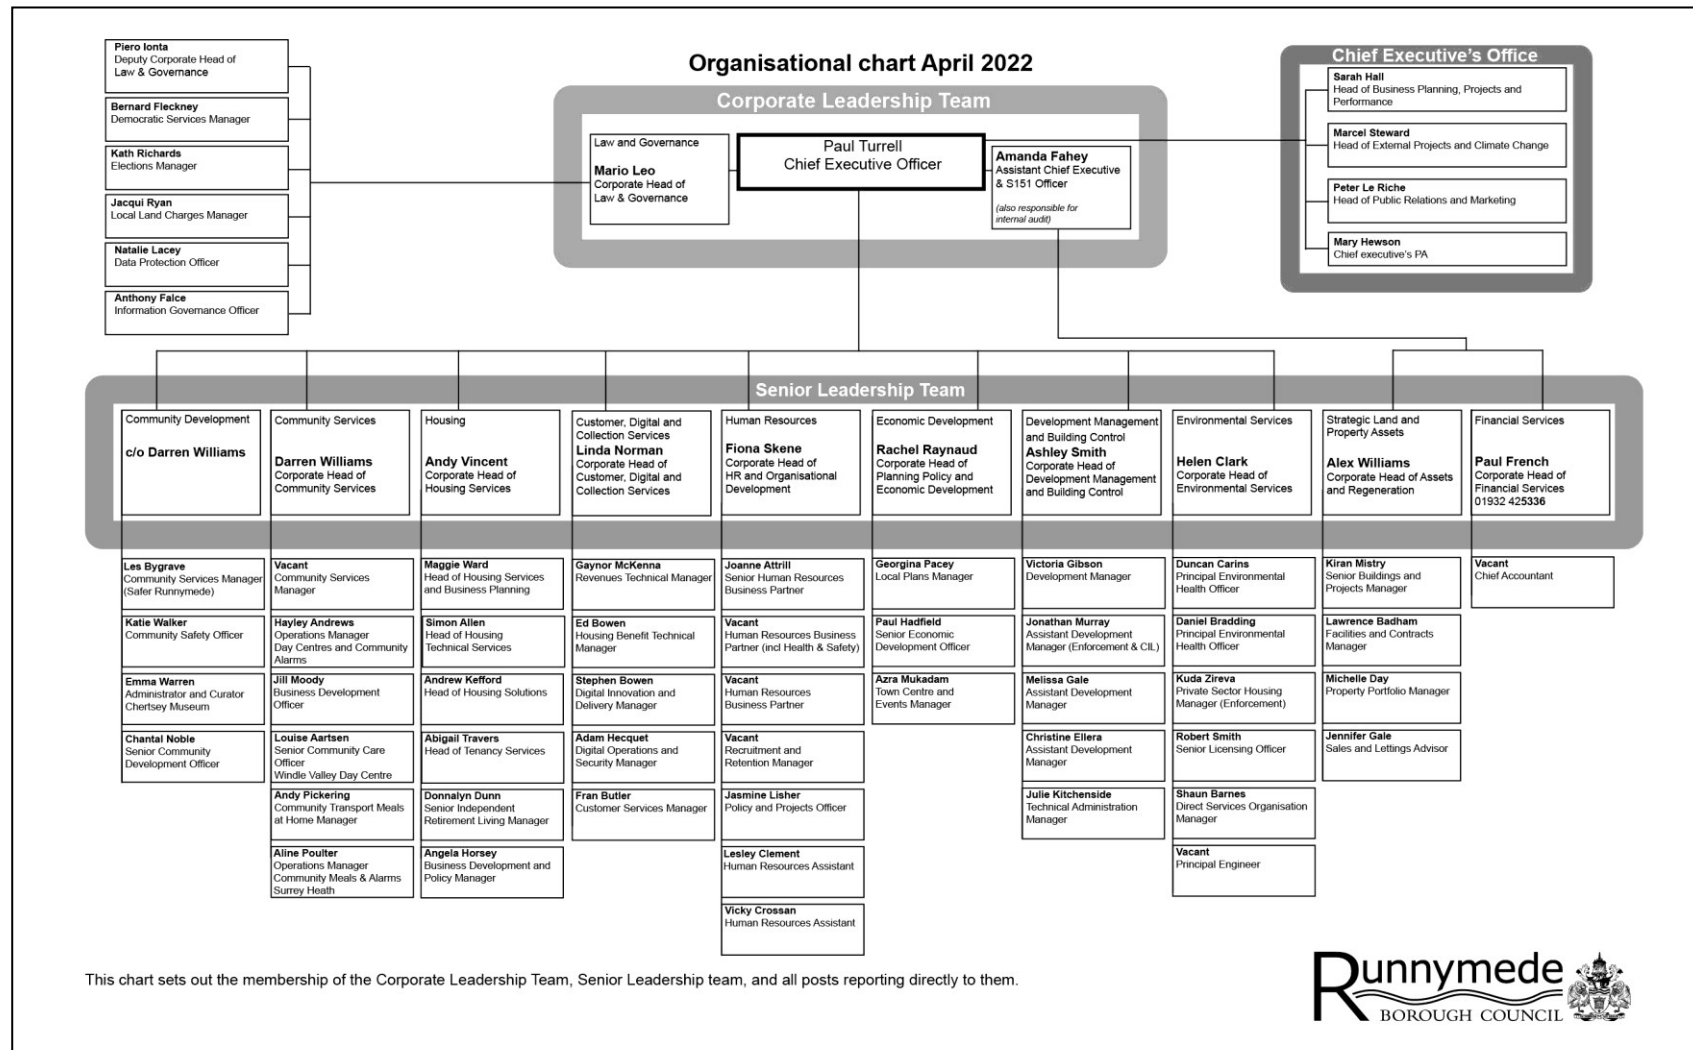 Organisational chart April 2022
Piero Ionta
Deputy Corporate Head of
Law & Governance
Bernard Fleckney
Democratic Services Manager
Kath Richards
Elections Manager
Jacqui Ryan
Local Land Charges Manager
Natalie Lacey
Data Protection Officer
Anthony Falce
Information Governance Officer
Corporate Leadership Team
Law and Governance
Mario Leo
Corporate Head of
Law & Governance
Paul Turrell
Chief Executive Officer
Amanda Fahey
Assistant Chief Executive
& S151 Officer
(also responsible for
internal audit)
Chief Executive's Office
Sarah Hall
Head of Business Planning, Projects and
Performance
Marcel Steward
Head of External Projects and Climate Change
Peter Le Riche
Head of Public Relations and Marketing
Mary Hewson
Chief executive's PA
Senior Leadership Team
Community Development
c/o Darren Williams
Community Services
Darren Williams
Corporate Head of
Community Services
Housing
Andy Vincent
Corporate Head of
Housing Services
Customer, Digital and
Collection Services
Linda Norman
Corporate Head of
Customer, Digital and
Collection Services
Human Resources
Fiona Skene
Corporate Head of
HR and Organisational
Development
Economic Development
Rachel Raynaud
Corporate Head of
Planning Policy and
Economic Development
Development Management
and Building Control
Ashley Smith
Corporate Head of
Development Management
and Building Control
Environmental Services
Helen Clark
Corporate Head of
Environmental Services
Strategic Land and
Property Assets
Alex Williams
Corporate Head of Assets
and Regeneration
Financial Services
Paul French
Corporate Head of
Financial Services
01932 425336
Les Bygrave
Community Services Manager
(Safer Runnymede)
Katie Walker
Community Safety Officer
Emma Warren
Administrator and Curator
Chertsey Museum
Chantal Noble
Senior Community
Development Officer
Vacant
Community Services
Manager
Hayley Andrews
Operations Manager
Day Centres and Community
Alarms
Jill Moody
Business Development
Officer
Louise Aartsen
Senior Community Care
Officer
Windle Valley Day Centre
Andy Pickering
Community Transport Meals
at Home Manager
Aline Poulter
Operations Manager
Community Meals & Alarms
Surrey Heath
Maggie Ward
Head of Housing Services
and Business Planning
Simon Allen
Head of Housing
Technical Services
Andrew Kefford
Head of Housing Solutions
Abigail Travers
Head of Tenancy Services
Donnalyn Dunn
Senior Independent
Retirement Living Manager
Angela Horsey
Business Development and
Policy Manager
Gaynor McKenna
Revenues Technical Manager
Ed Bowen
Housing Benefit Technical
Manager
Stephen Bowen
Digital Innovation and
Delivery Manager
Adam Hecquet
Digital Operations and
Security Manager
Fran Butler
Customer Services Manager
Joanne Attrill
Senior Human Resources
Business Partner
Vacant
Human Resources Business
Partner (incl Health & Safety)
Vacant
Human Resources
Business Partner
Vacant
Recruitment and
Retention Manager
Jasmine Lisher
Policy and Projects Officer
Lesley Clement
Human Resources Assistant
Vicky Crossan
Human Resources Assistant
Georgina Pacey
Local Plans Manager
Paul Hadfield
Senior Economic
Development Officer
Azra Mukadam
Town Centre and
Events Manager
Victoria Gibson
Development Manager
Jonathan Murray
Assistant Development
Manager (Enforcement & CIL)
Melissa Gale
Assistant Development
Manager
Christine Ellera
Assistant Development
Manager
Julie Kitchenside
Technical Administration
Manager
Duncan Carins
Principal Environmental
Health Officer
Daniel Bradding
Principal Environmental
Health Officer
Kuda Zireva
Private Sector Housing
Manager (Enforcement)
Robert Smith
Senior Licensing Officer
Shaun Barnes
Direct Services Organisation
Manager
Vacant
Principal Engineer
Kiran Mistry
Senior Buildings and
Projects Manager
Lawrence Badham
Facilities and Contracts
Manager
Michelle Day
Property Portfolio Manager
Jennifer Gale
Sales and Lettings Advisor
Vacant
Chief Accountant
This chart sets out the membership of the Corporate Leadership Team, Senior Leadership team, and all posts reporting directly to them.
Runnymede
BOROUGH COUNCIL